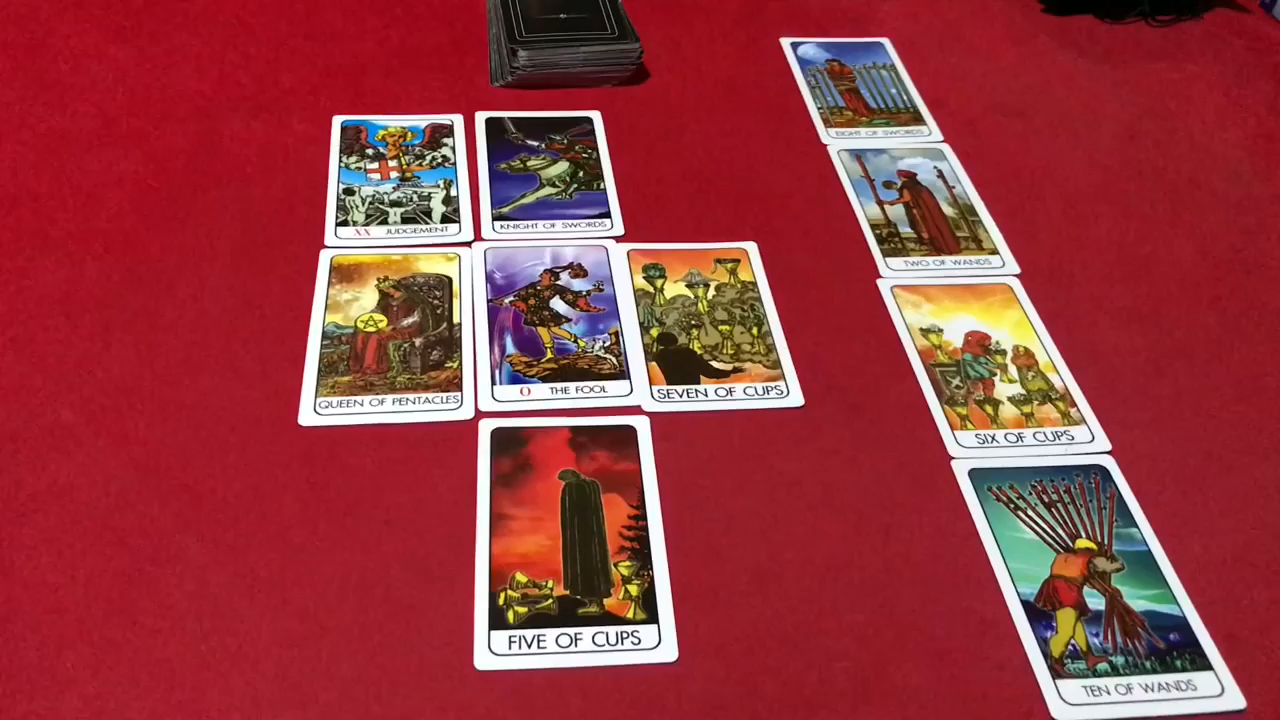 XX JUDGEMENT
KNIGHT OF SWORDS
QUEEN OF PENTACLES
0 THE FOOL
SEVEN OF CUPS
FIVE OF CUPS
EIGHT OF SWORDS
TWO OF WANDS
SIX OF CUPS
TEN OF WANDS